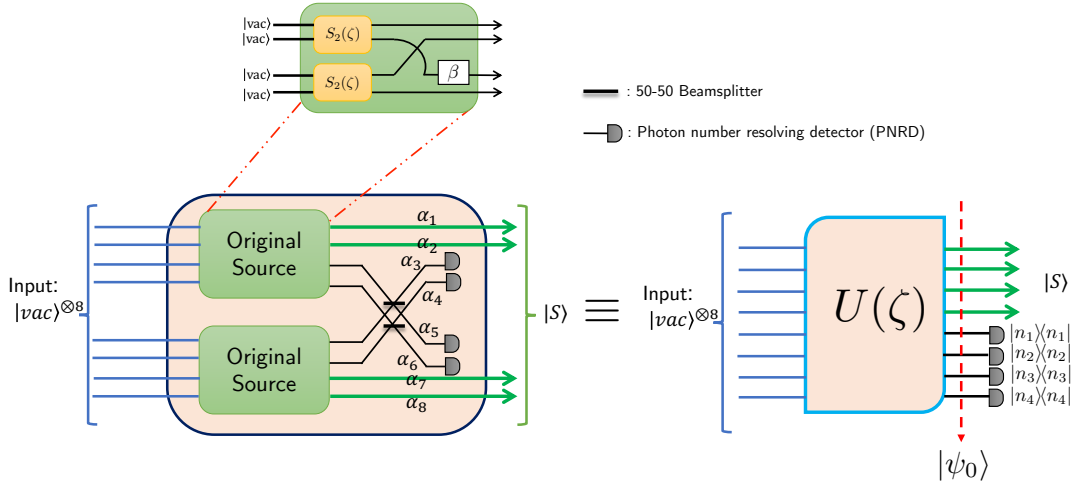 |vac⟩
|vac⟩
S₂(ζ)
|vac⟩
|vac⟩
S₂(ζ)
β
: 50-50 Beamsplitter
: Photon number resolving detector (PNRD)
Input:
|vac⟩⊗8
Original
Source
Original
Source
α₁
α₂
α₃
α₄
α₅
α₆
α₇
α₈
|S⟩
≡
Input:
|vac⟩⊗8
U(ζ)
|S⟩
|n₁⟩⟨n₁|
|n₂⟩⟨n₂|
|n₃⟩⟨n₃|
|n₄⟩⟨n₄|
|ψ₀⟩